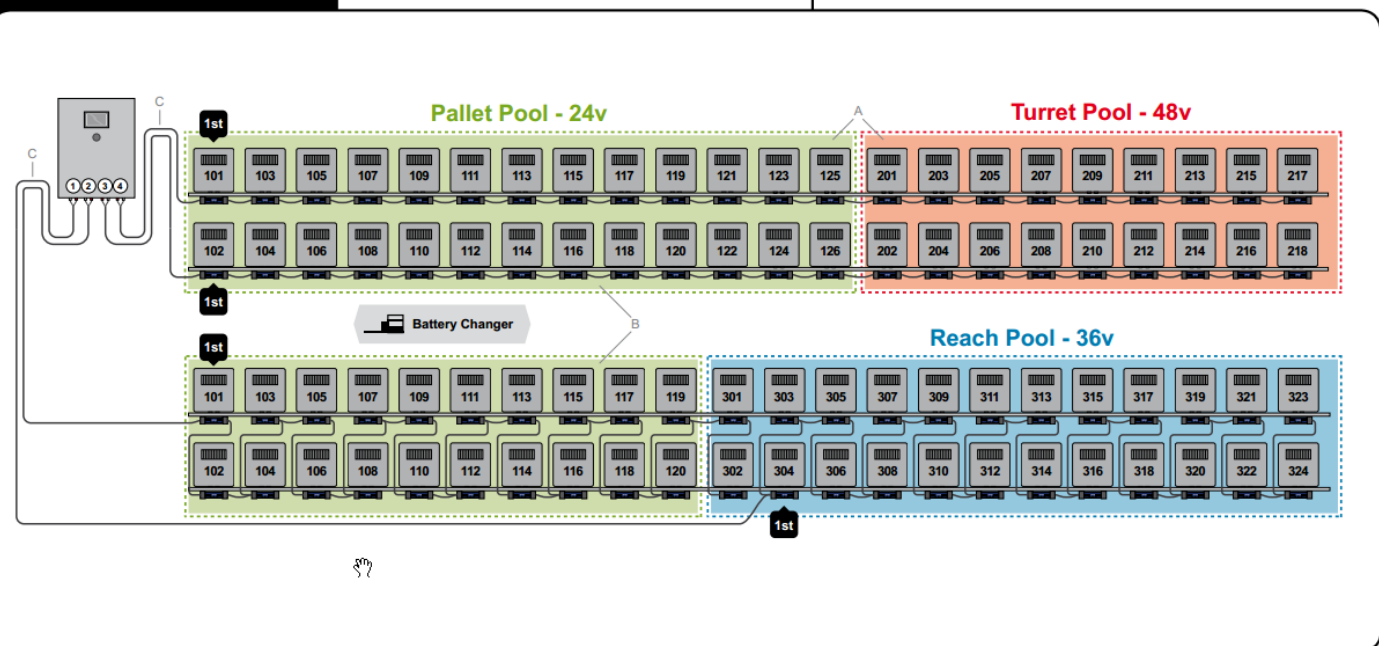 Pallet Pool - 24v
Turret Pool - 48v
C
1st
A
C
101 103 105 107 109 111 113 115 117 119 121 123 125 201 203 205 207 209 211 213 215 217
1 2 3 4
102 104 106 108 110 112 114 116 118 120 122 124 126 202 204 206 208 210 212 214 216 218
1st
Battery Changer
B
Reach Pool - 36v
1st
101 103 105 107 109 111 113 115 117 119 301 303 305 307 309 311 313 315 317 319 321 323
102 104 106 108 110 112 114 116 118 120 302 304 306 308 310 312 314 316 318 320 322 324
1st